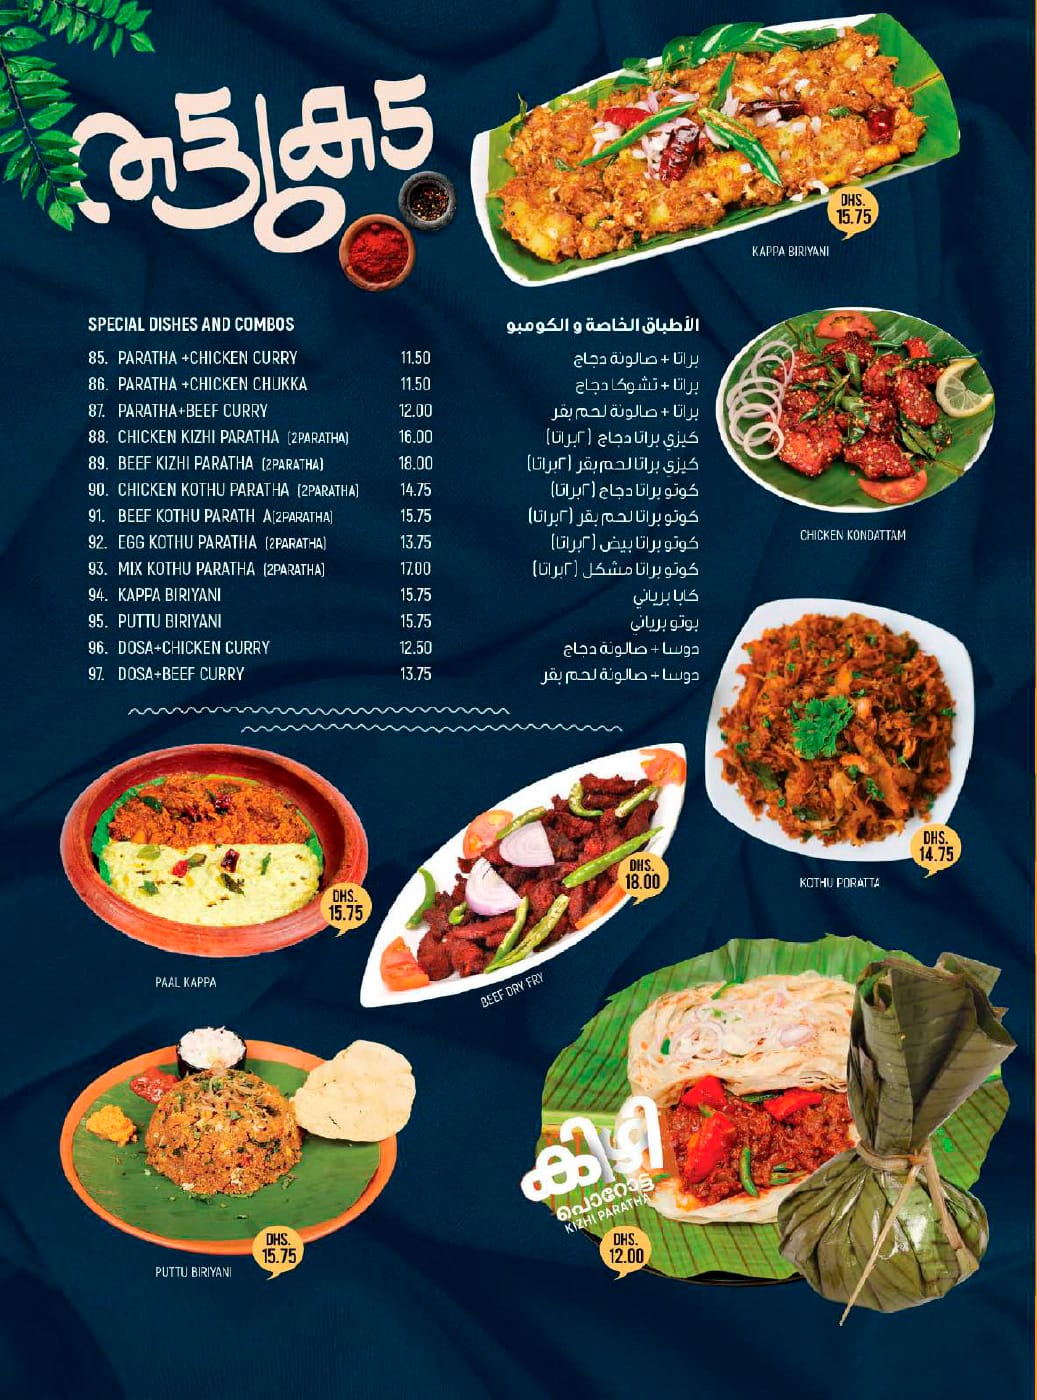 തട്ടുകട
DHS.
15.75
KAPPA BIRIYANI
SPECIAL DISHES AND COMBOS الأطباق الخاصة و الكومبو
85. PARATHA +CHICKEN CURRY 11.50 براتا + صالونة دجاج
86. PARATHA +CHICKEN CHUKKA 11.50 براتا + تشوكا دجاج
87. PARATHA+BEEF CURRY 12.00 براتا + صالونة لحم بقر
88. CHICKEN KIZHI PARATHA (2PARATHA) 16.00 كيزي براتا دجاج (٢براتا)
89. BEEF KIZHI PARATHA (2PARATHA) 18.00 كيزي براتا لحم بقر (٢براتا)
90. CHICKEN KOTHU PARATHA (2PARATHA) 14.75 كوتو براتا دجاج (٢براتا)
91. BEEF KOTHU PARATH A(2PARATHA) 15.75 كوتو براتا لحم بقر (٢براتا)
92. EGG KOTHU PARATHA (2PARATHA) 13.75 كوتو براتا بيض (٢براتا)
93. MIX KOTHU PARATHA (2PARATHA) 17.00 كوتو براتا مشكل (٢براتا)
94. KAPPA BIRIYANI 15.75 كابا برياني
95. PUTTU BIRIYANI 15.75 بوتو برياني
96. DOSA+CHICKEN CURRY 12.50 دوسا + صالونة دجاج
97. DOSA+BEEF CURRY 13.75 دوسا + صالونة لحم بقر
CHICKEN KONDATTAM
DHS.
14.75
KOTHU PORATTA
DHS.
15.75
PAAL KAPPA
DHS.
18.00
BEEF DRY FRY
DHS.
15.75
PUTTU BIRIYANI
കിഴി
പൊറോട്ട
KIZHI PARATHA
DHS.
12.00